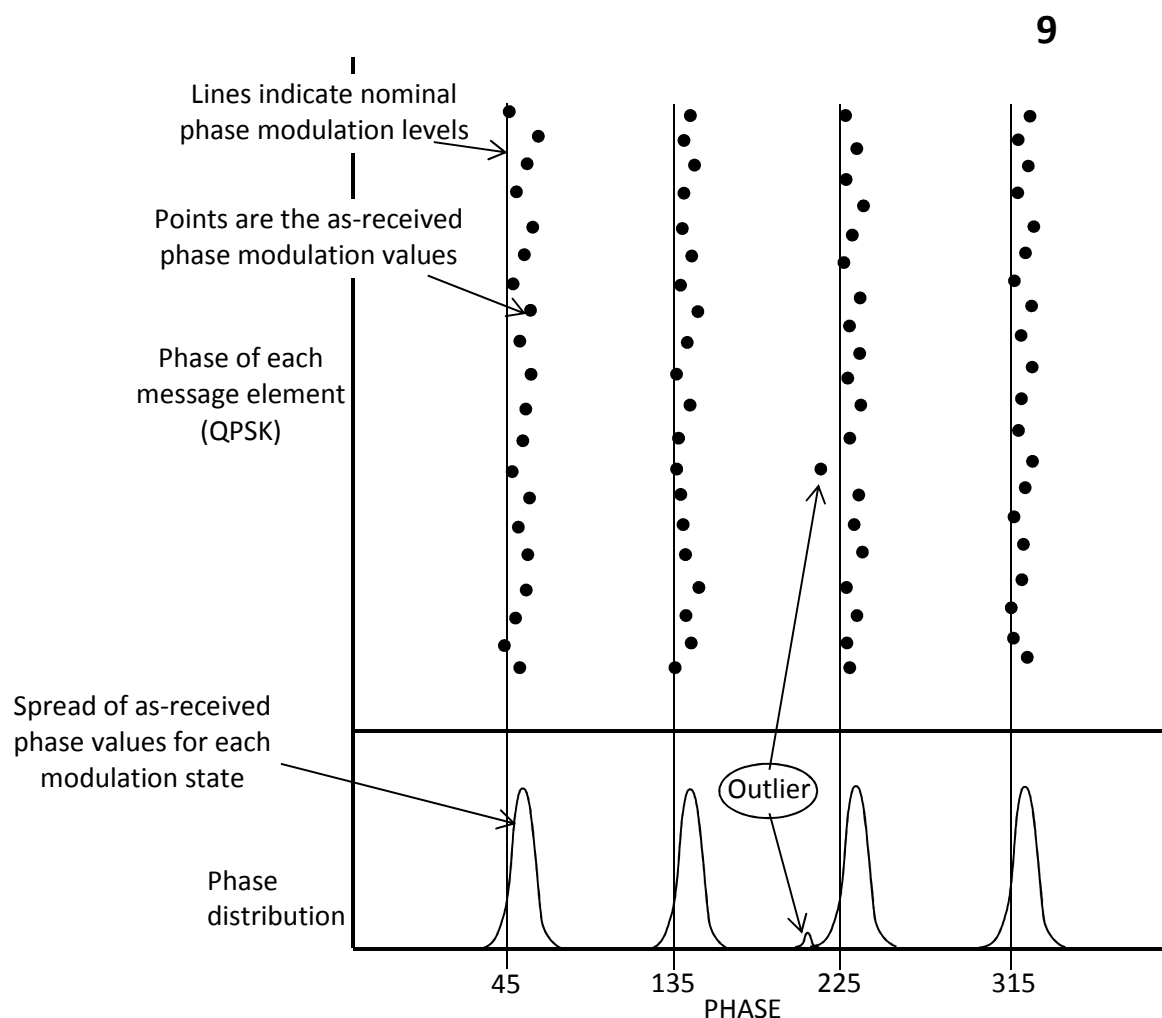 9
Lines indicate nominal
phase modulation levels
Points are the as-received
phase modulation values
Phase of each
message element
(QPSK)
Spread of as-received
phase values for each
modulation state
Outlier
Phase
distribution
45 135 225 315
PHASE